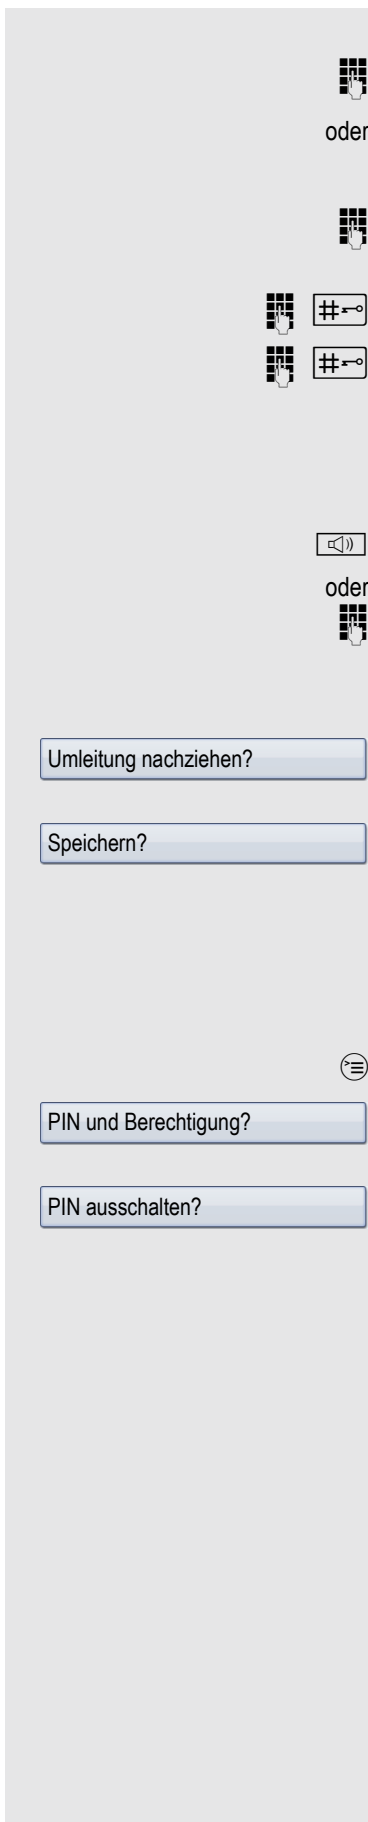 oder
#
#
oder
Umleitung nachziehen?
Speichern?
PIN und Berechtigung?
PIN ausschalten?